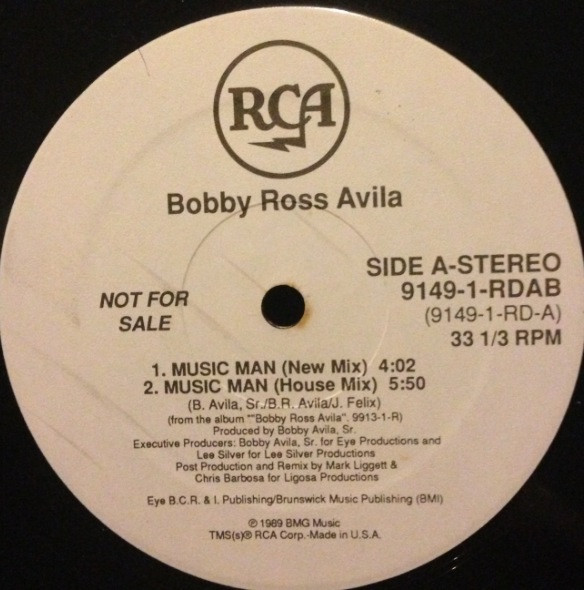 RCA
Bobby Ross Avila
SIDE A-STEREO
9149-1-RDAB
(9149-1-RD-A)
33 1/3 RPM
NOT FOR
SALE
1. MUSIC MAN (New Mix) 4:02
2. MUSIC MAN (House Mix) 5:50
(B. Avila, Sr./B.R. Avila/J. Felix)
(from the album ""Bobby Ross Avila". 9913-1-R)
Produced by Bobby Avila, Sr.
Executive Producers: Bobby Avila, Sr. for Eye Productions and
Lee Silver for Lee Silver Productions
Post Production and Remix by Mark Liggett &
Chris Barbosa for Ligosa Productions
Eye B.C.R. & I. Publishing/Brunswick Music Publishing (BMI)
℗ 1989 BMG Music
TMS(s)® RCA Corp.-Made in U.S.A.